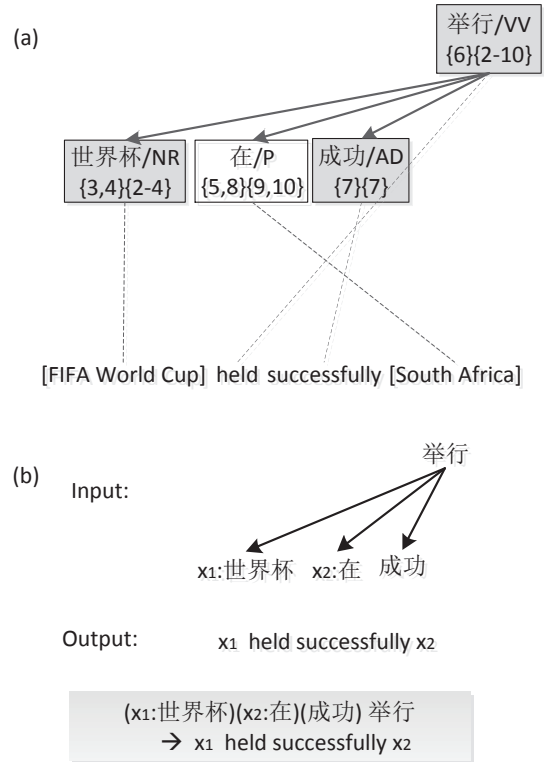 (a)
举行/VV
{6}{2-10}
世界杯/NR 在/P 成功/AD
{3,4}{2-4} {5,8}{9,10} {7}{7}
[FIFA World Cup] held successfully [South Africa]
(b)
举行
Input:
x1:世界杯 x2:在 成功
Output: x1 held successfully x2
(x1:世界杯)(x2:在)(成功) 举行
→ x1 held successfully x2